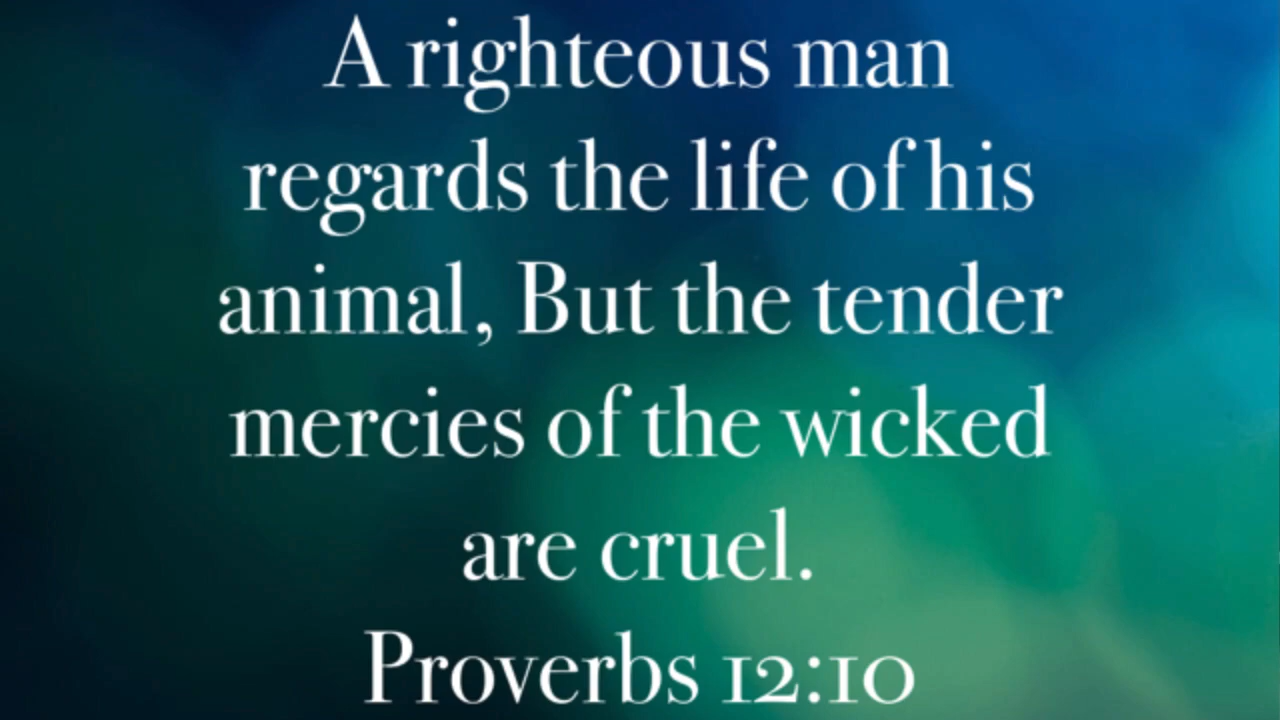 A righteous man
regards the life of his
animal, But the tender
mercies of the wicked
are cruel.
Proverbs 12:10